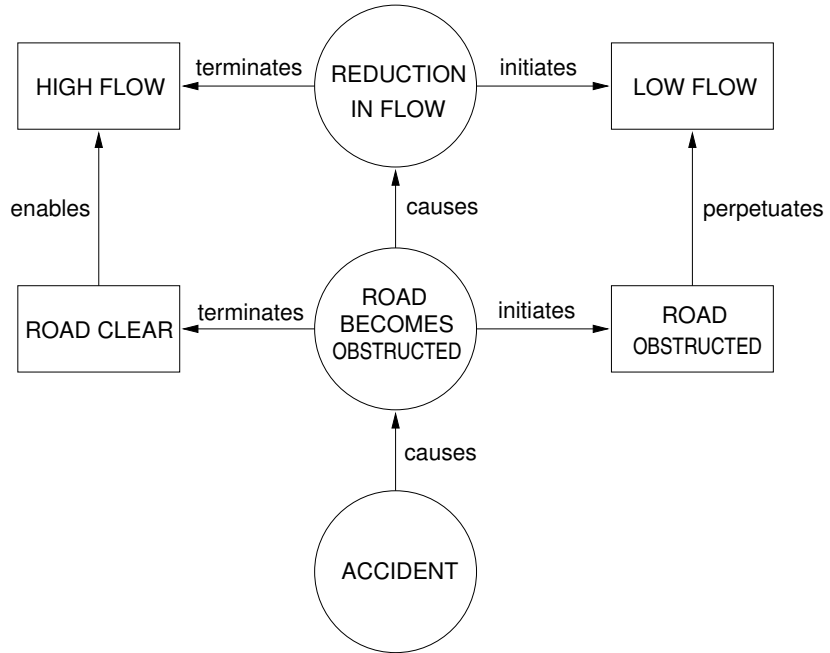 HIGH FLOW
terminates
REDUCTION
IN FLOW
initiates
LOW FLOW
enables
causes
perpetuates
ROAD CLEAR
terminates
ROAD
BECOMES
OBSTRUCTED
initiates
ROAD
OBSTRUCTED
causes
ACCIDENT